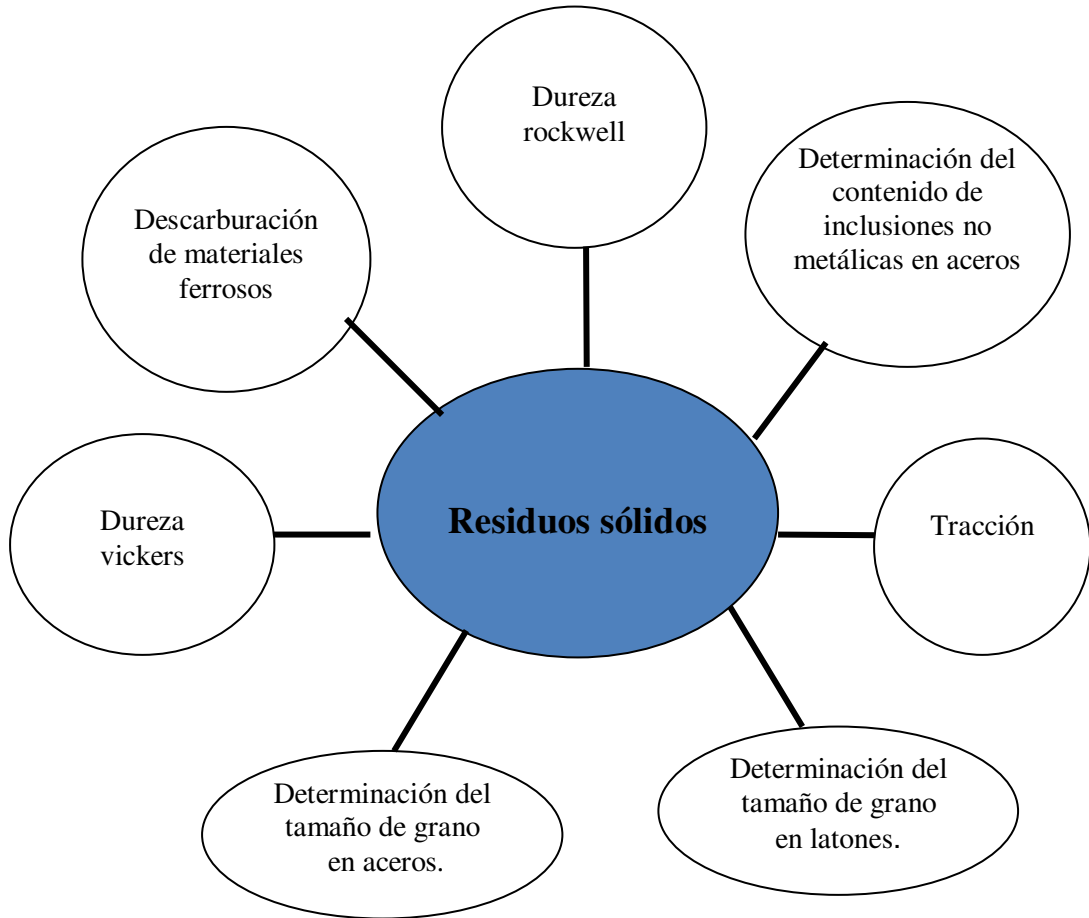 Dureza
rockwell
Determinación del
contenido de
inclusiones no
metálicas en aceros
Descarburación
de materiales
ferrosos
Residuos sólidos
Dureza
vickers
Tracción
Determinación del
tamaño de grano
en aceros.
Determinación del
tamaño de grano
en latones.